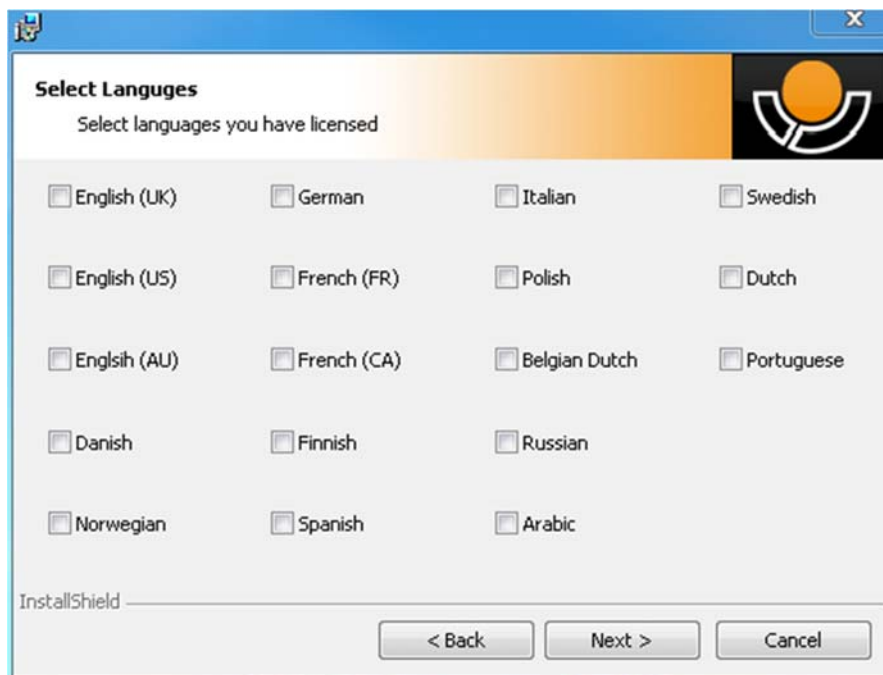 Select Languges
Select languages you have licensed
English (UK) German Italian Swedish
English (US) French (FR) Polish Dutch
Englsih (AU) French (CA) Belgian Dutch Portuguese
Danish Finnish Russian
Norwegian Spanish Arabic
InstallShield
< Back Next > Cancel